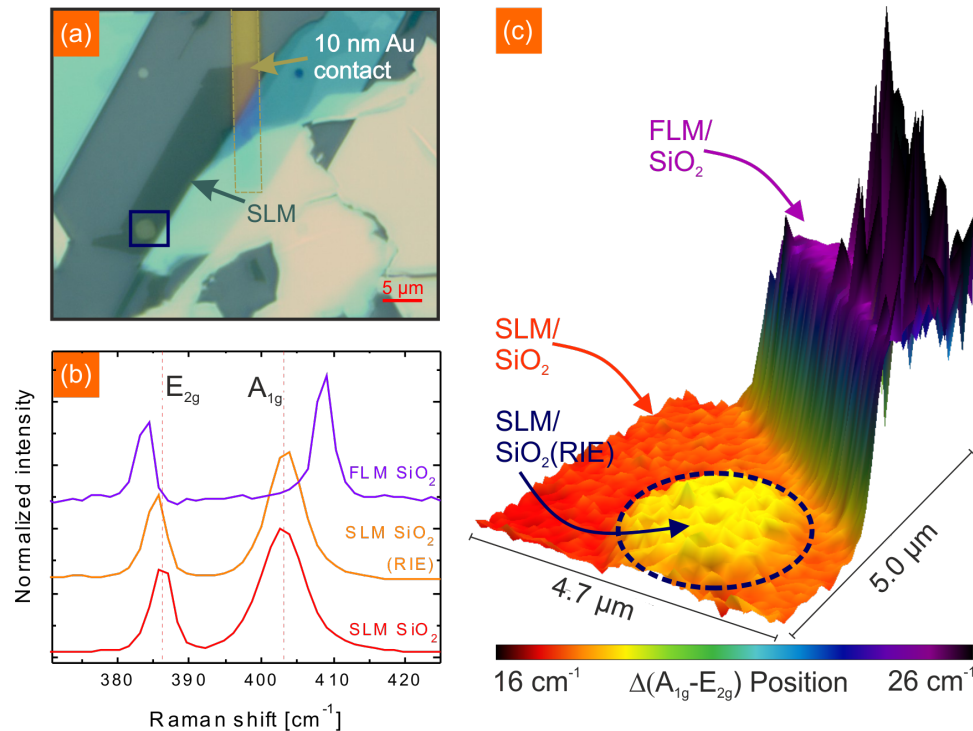 (a)
10 nm Au
contact
SLM
5 μm
(b)
E2g
A1g
FLM SiO2
SLM SiO2
(RIE)
SLM SiO2
Normalized intensity
380 390 400 410 420
Raman shift [cm-1]
(c)
FLM/
SiO2
SLM/
SiO2
SLM/
SiO2(RIE)
4.7 μm
5.0 μm
16 cm-1 Δ(A1g-E2g) Position 26 cm-1